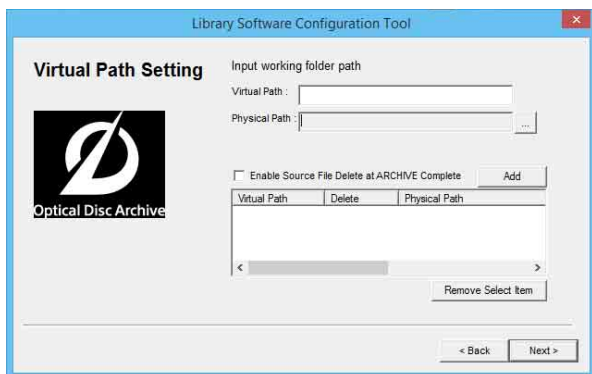 Library Software Configuration Tool
Virtual Path Setting
Input working folder path
Virtual Path :
Physical Path :
...
Enable Source File Delete at ARCHIVE Complete
Add
Optical Disc Archive
Virtual Path Delete Physical Path
Remove Select Item
< Back Next >